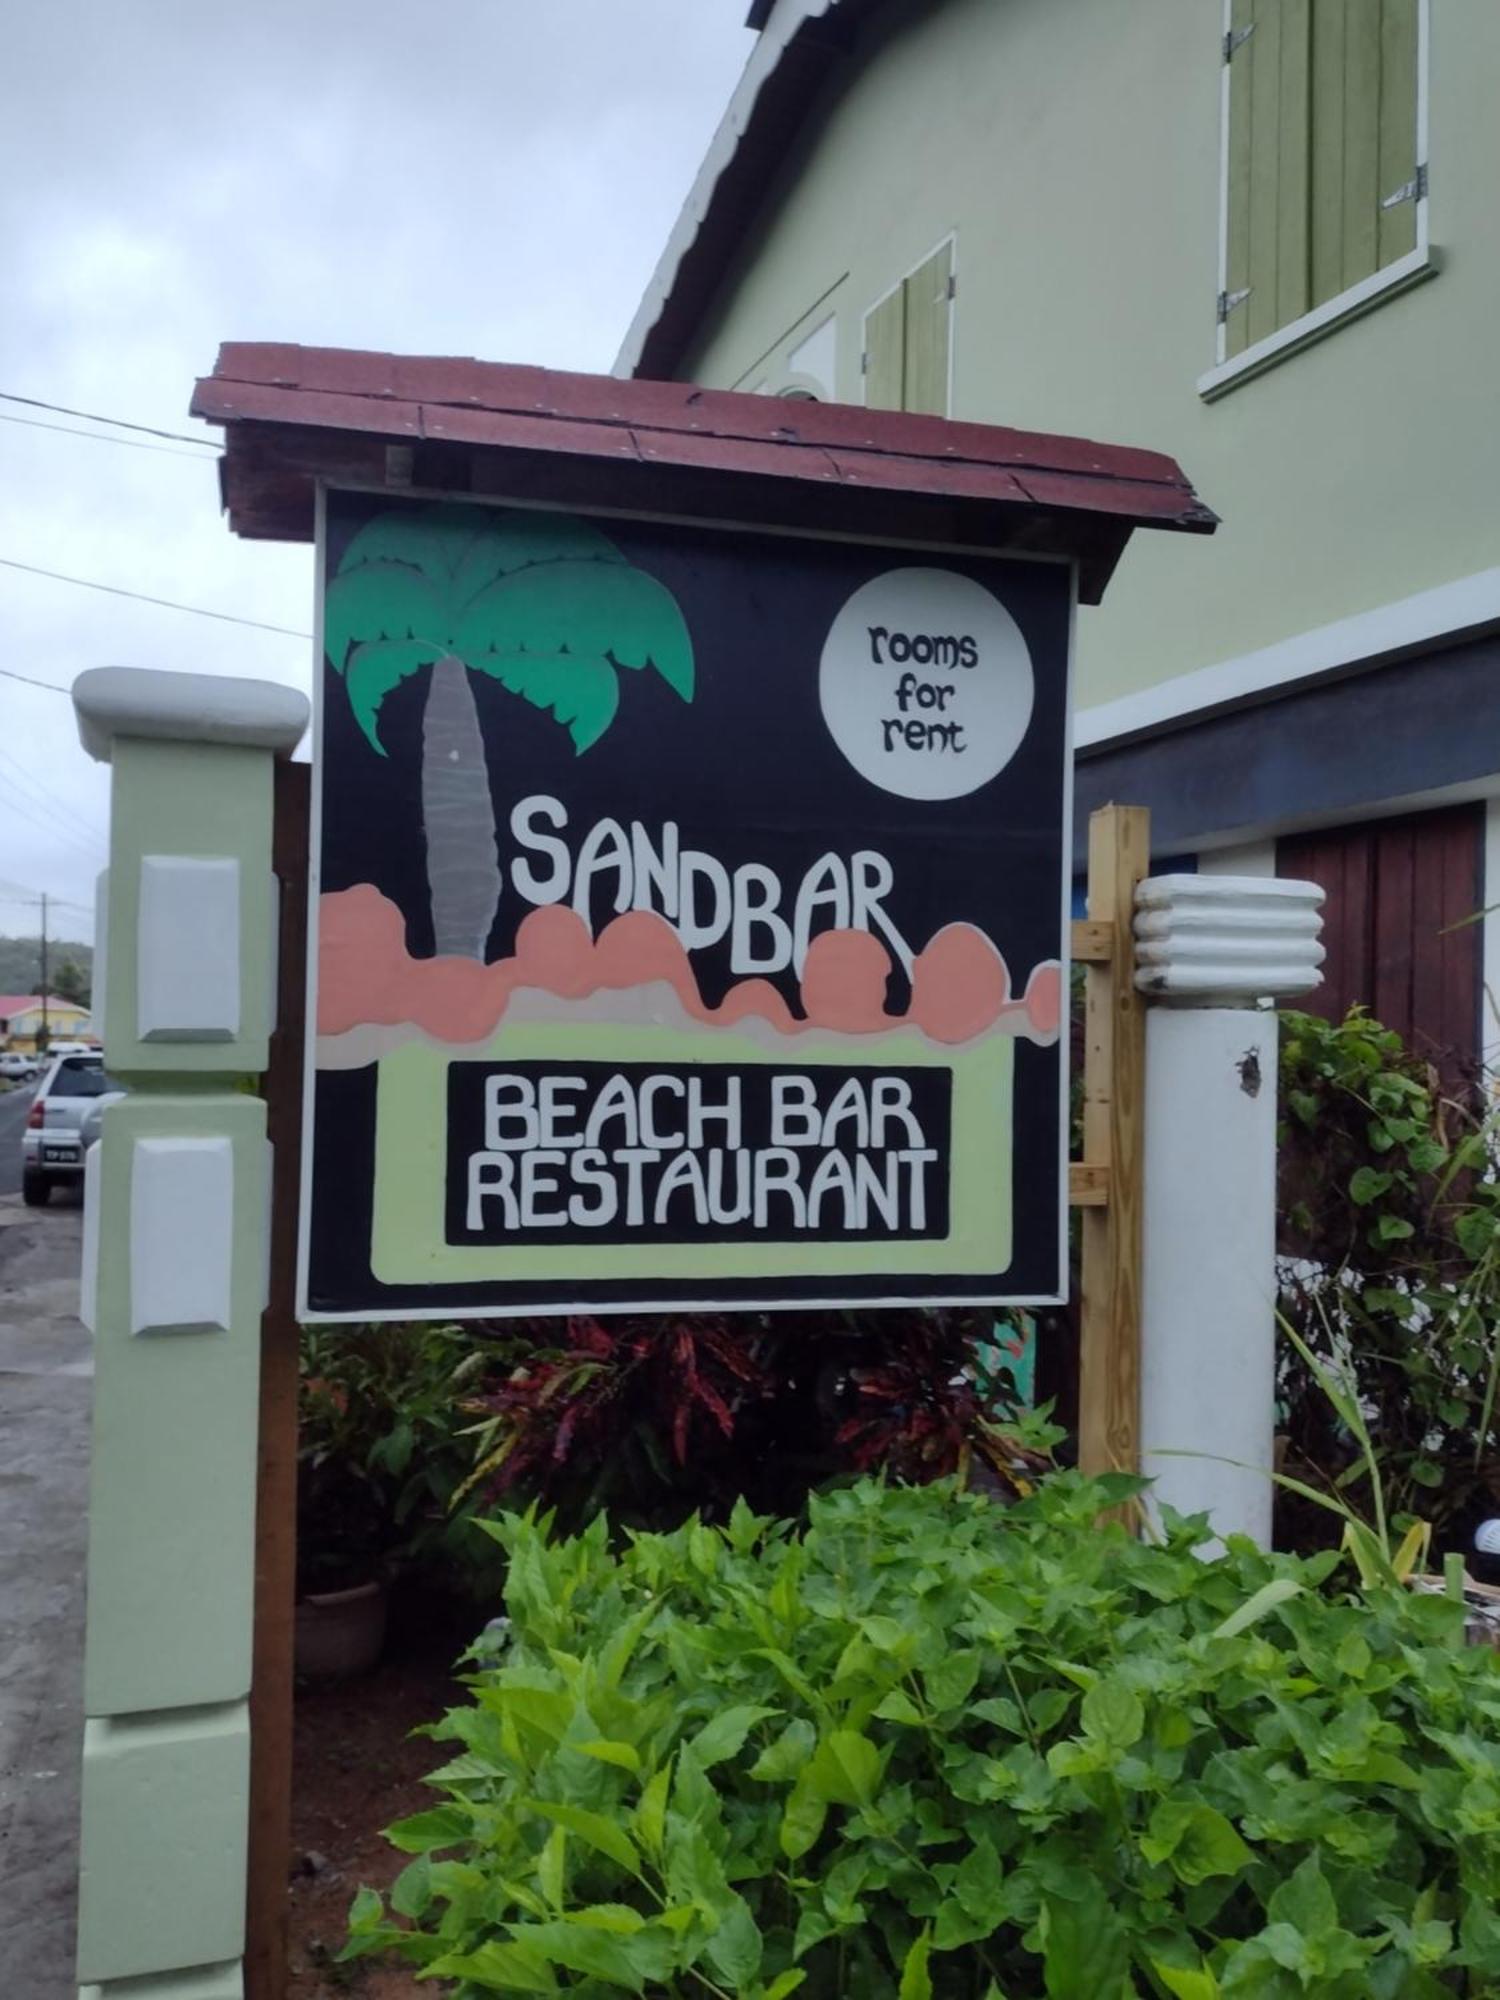 rooms
for
rent
SANDBAR
BEACH BAR
RESTAURANT